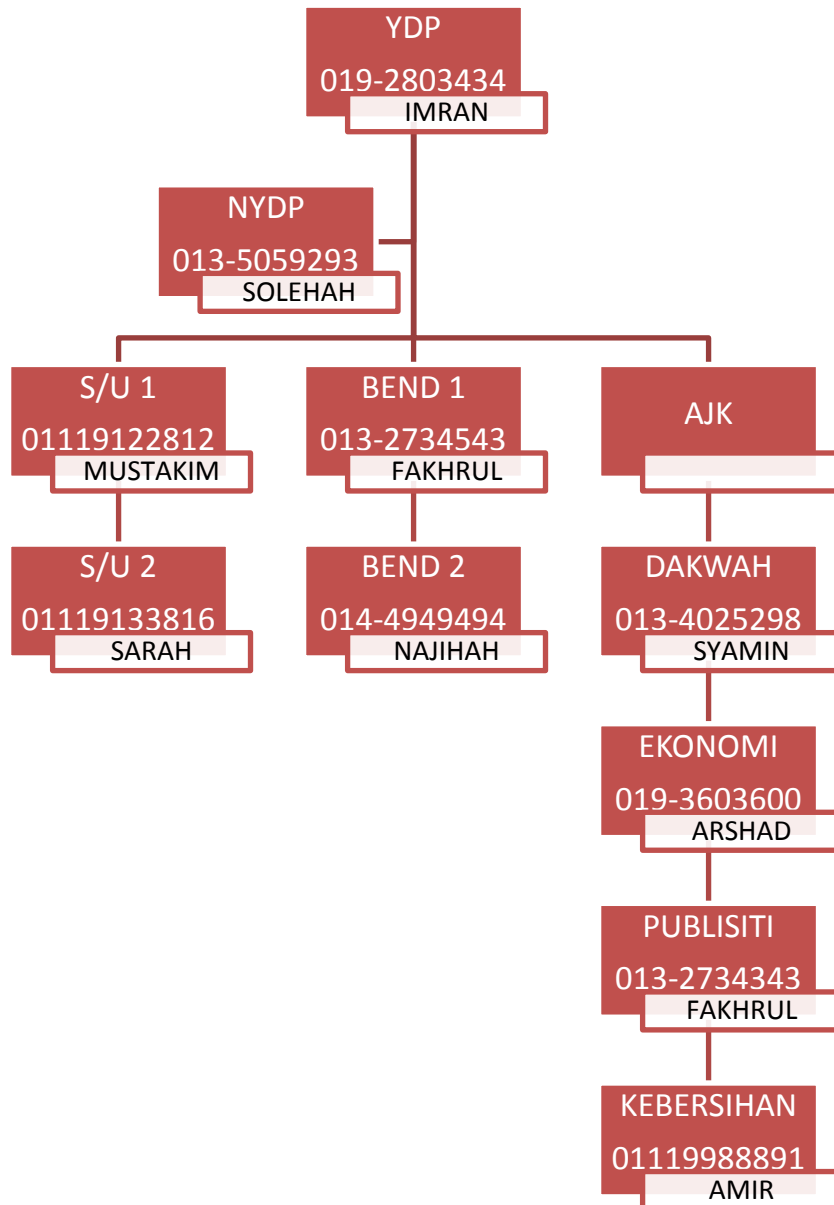 YDP
019-2803434
IMRAN
NYDP
013-5059293
SOLEHAH
S/U 1
01119122812
MUSTAKIM
BEND 1
013-2734543
FAKHRUL
AJK
S/U 2
01119133816
SARAH
BEND 2
014-4949494
NAJIHAH
DAKWAH
013-4025298
SYAMIN
EKONOMI
019-3603600
ARSHAD
PUBLISITI
013-2734343
FAKHRUL
KEBERSIHAN
01119988891
AMIR